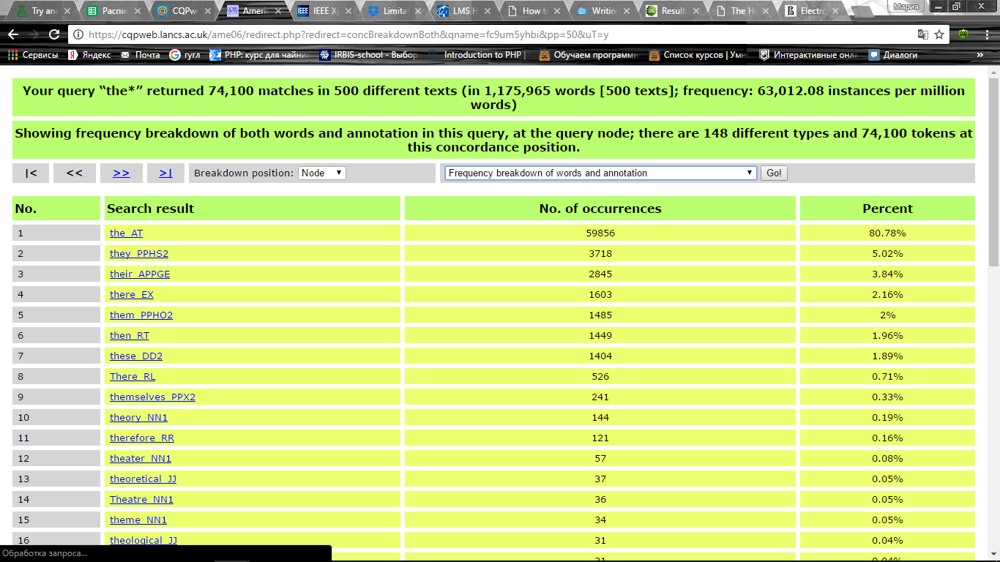 Try and
Распис
CQPwe
Ameri
IEEE X
Limita
LMS H
How to
Writin
Result
The H
Electro
Мария
https://cqpweb.lancs.ac.uk/ame06/redirect.php?redirect=concBreakdownBoth&qname=fc9um5yhbi&pp=50&uT=y
Сервисы
Яндекс
Почта
гугл
PHP: курс для чайник
IRBIS-school - Выбор
Introduction to PHP |
Обучаем программи
Список курсов | Умн
Интерактивные онла
Диалоги
»
Your query “the*” returned 74,100 matches in 500 different texts (in 1,175,965 words [500 texts]; frequency: 63,012.08 instances per million
words)
Showing frequency breakdown of both words and annotation in this query, at the query node; there are 148 different types and 74,100 tokens at
this concordance position.
|< << >> >| Breakdown position: Node Frequency breakdown of words and annotation Go!
No. Search result No. of occurrences Percent
1 the_AT 59856 80.78%
2 they_PPHS2 3718 5.02%
3 their_APPGE 2845 3.84%
4 there_EX 1603 2.16%
5 them_PPHO2 1485 2%
6 then_RT 1449 1.96%
7 these_DD2 1404 1.89%
8 There_RL 526 0.71%
9 themselves_PPX2 241 0.33%
10 theory_NN1 144 0.19%
11 therefore_RR 121 0.16%
12 theater_NN1 57 0.08%
13 theoretical_JJ 37 0.05%
14 Theatre_NN1 36 0.05%
15 theme_NN1 34 0.05%
16 theological_JJ 31 0.04%
Обработка запроса...